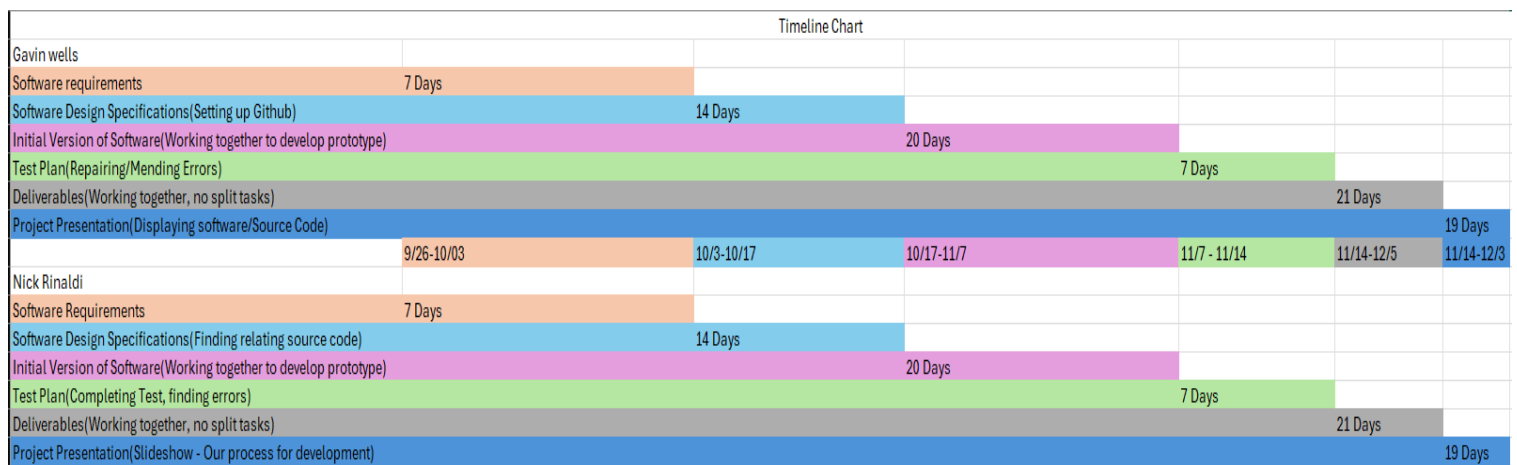 Timeline Chart
Gavin wells
Software requirements 7 Days
Software Design Specifications(Setting up Github) 14 Days
Initial Version of Software(Working together to develop prototype) 20 Days
Test Plan(Repairing/Mending Errors) 7 Days
Deliverables(Working together, no split tasks) 21 Days
Project Presentation(Displaying software/Source Code) 19 Days
9/26-10/03 10/3-10/17 10/17-11/7 11/7 - 11/14 11/14-12/5 11/14-12/3
Nick Rinaldi
Software Requirements 7 Days
Software Design Specifications(Finding relating source code) 14 Days
Initial Version of Software(Working together to develop prototype) 20 Days
Test Plan(Completing Test, finding errors) 7 Days
Deliverables(Working together, no split tasks) 21 Days
Project Presentation(Slideshow - Our process for development) 19 Days